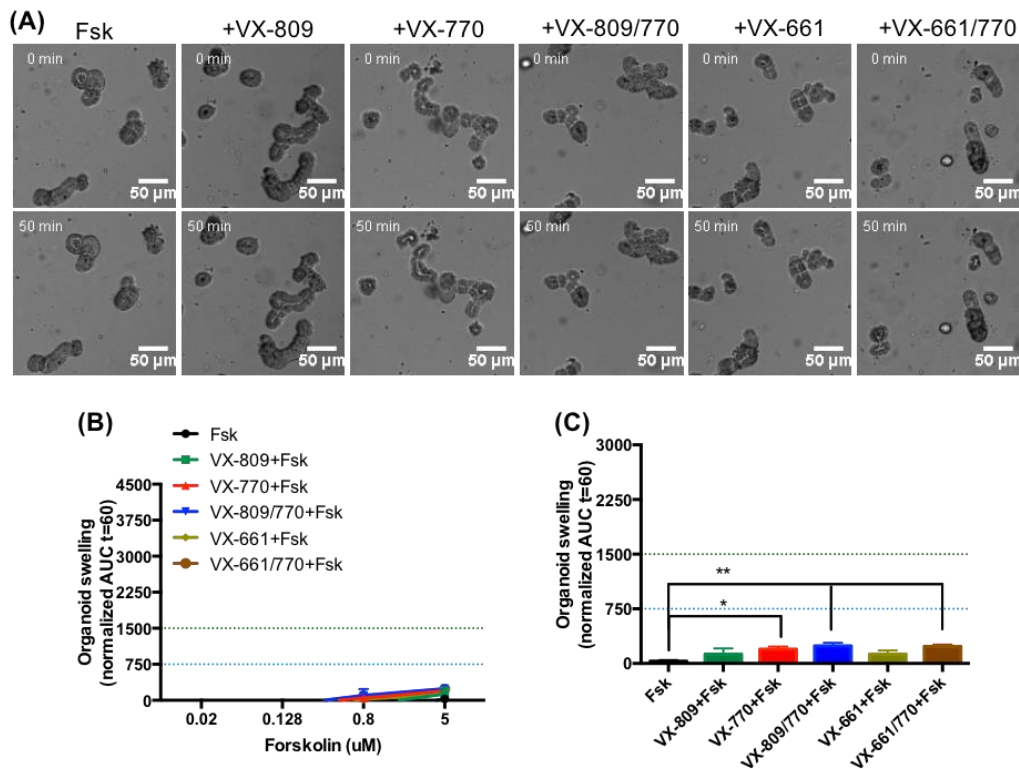 (A)
Fsk +VX-809 +VX-770 +VX-809/770 +VX-661 +VX-661/770
0 min 0 min 0 min 0 min 0 min 0 min
50 µm 50 µm 50 µm 50 µm 50 µm 50 µm
60 min 60 min 60 min 60 min 60 min 60 min
50 µm 50 µm 50 µm 50 µm 50 µm 50 µm
(B)
Fsk
VX-809+Fsk
VX-770+Fsk
VX-809/770+Fsk
VX-661+Fsk
VX-661/770+Fsk
Organoid swelling
(normalized AUC t=60)
4500
3750
3000
2250
1500
750
0
0.02 0.128 0.8 5
Forskolin (uM)
(C)
Organoid swelling
(normalized AUC t=60)
3000
2250
1500
750
0
**
*
Fsk
VX-809+Fsk
VX-770+Fsk
VX-809/770+Fsk
VX-661+Fsk
VX-661/770+Fsk